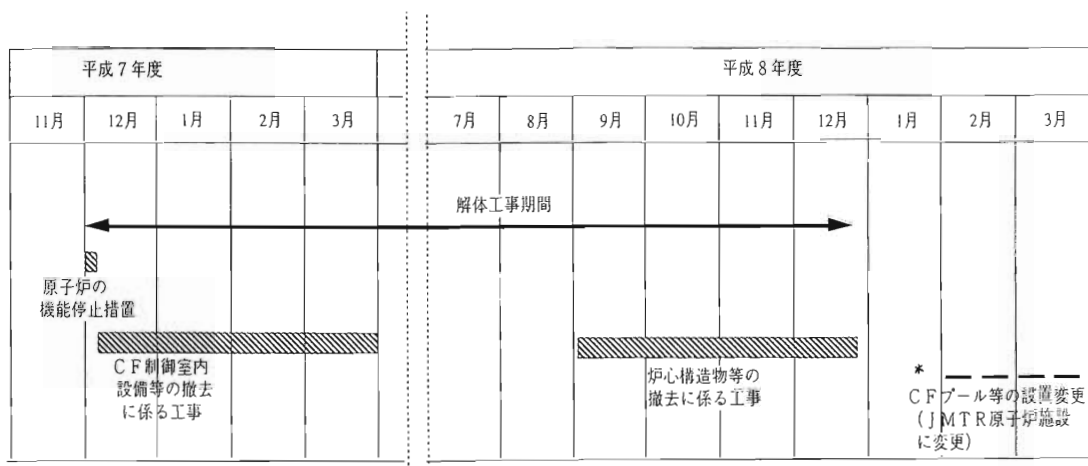 平成7年度 平成8年度
11月 12月 1月 2月 3月 7月 8月 9月 10月 11月 12月 1月 2月 3月
解体工事期間
原子炉の
機能停止措置
CF制御室内
設備等の撤去
に係る工事
炉心構造物等の
撤去に係る工事
*
CFプール等の設置変更
(JMTR原子炉施設
に変更)